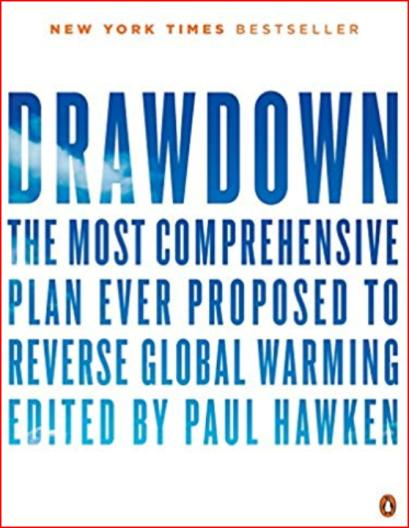 NEW YORK TIMES BESTSELLER
DRAWDOWN
THE MOST COMPREHENSIVE
PLAN EVER PROPOSED TO
REVERSE GLOBAL WARMING
EDITED BY PAUL HAWKEN